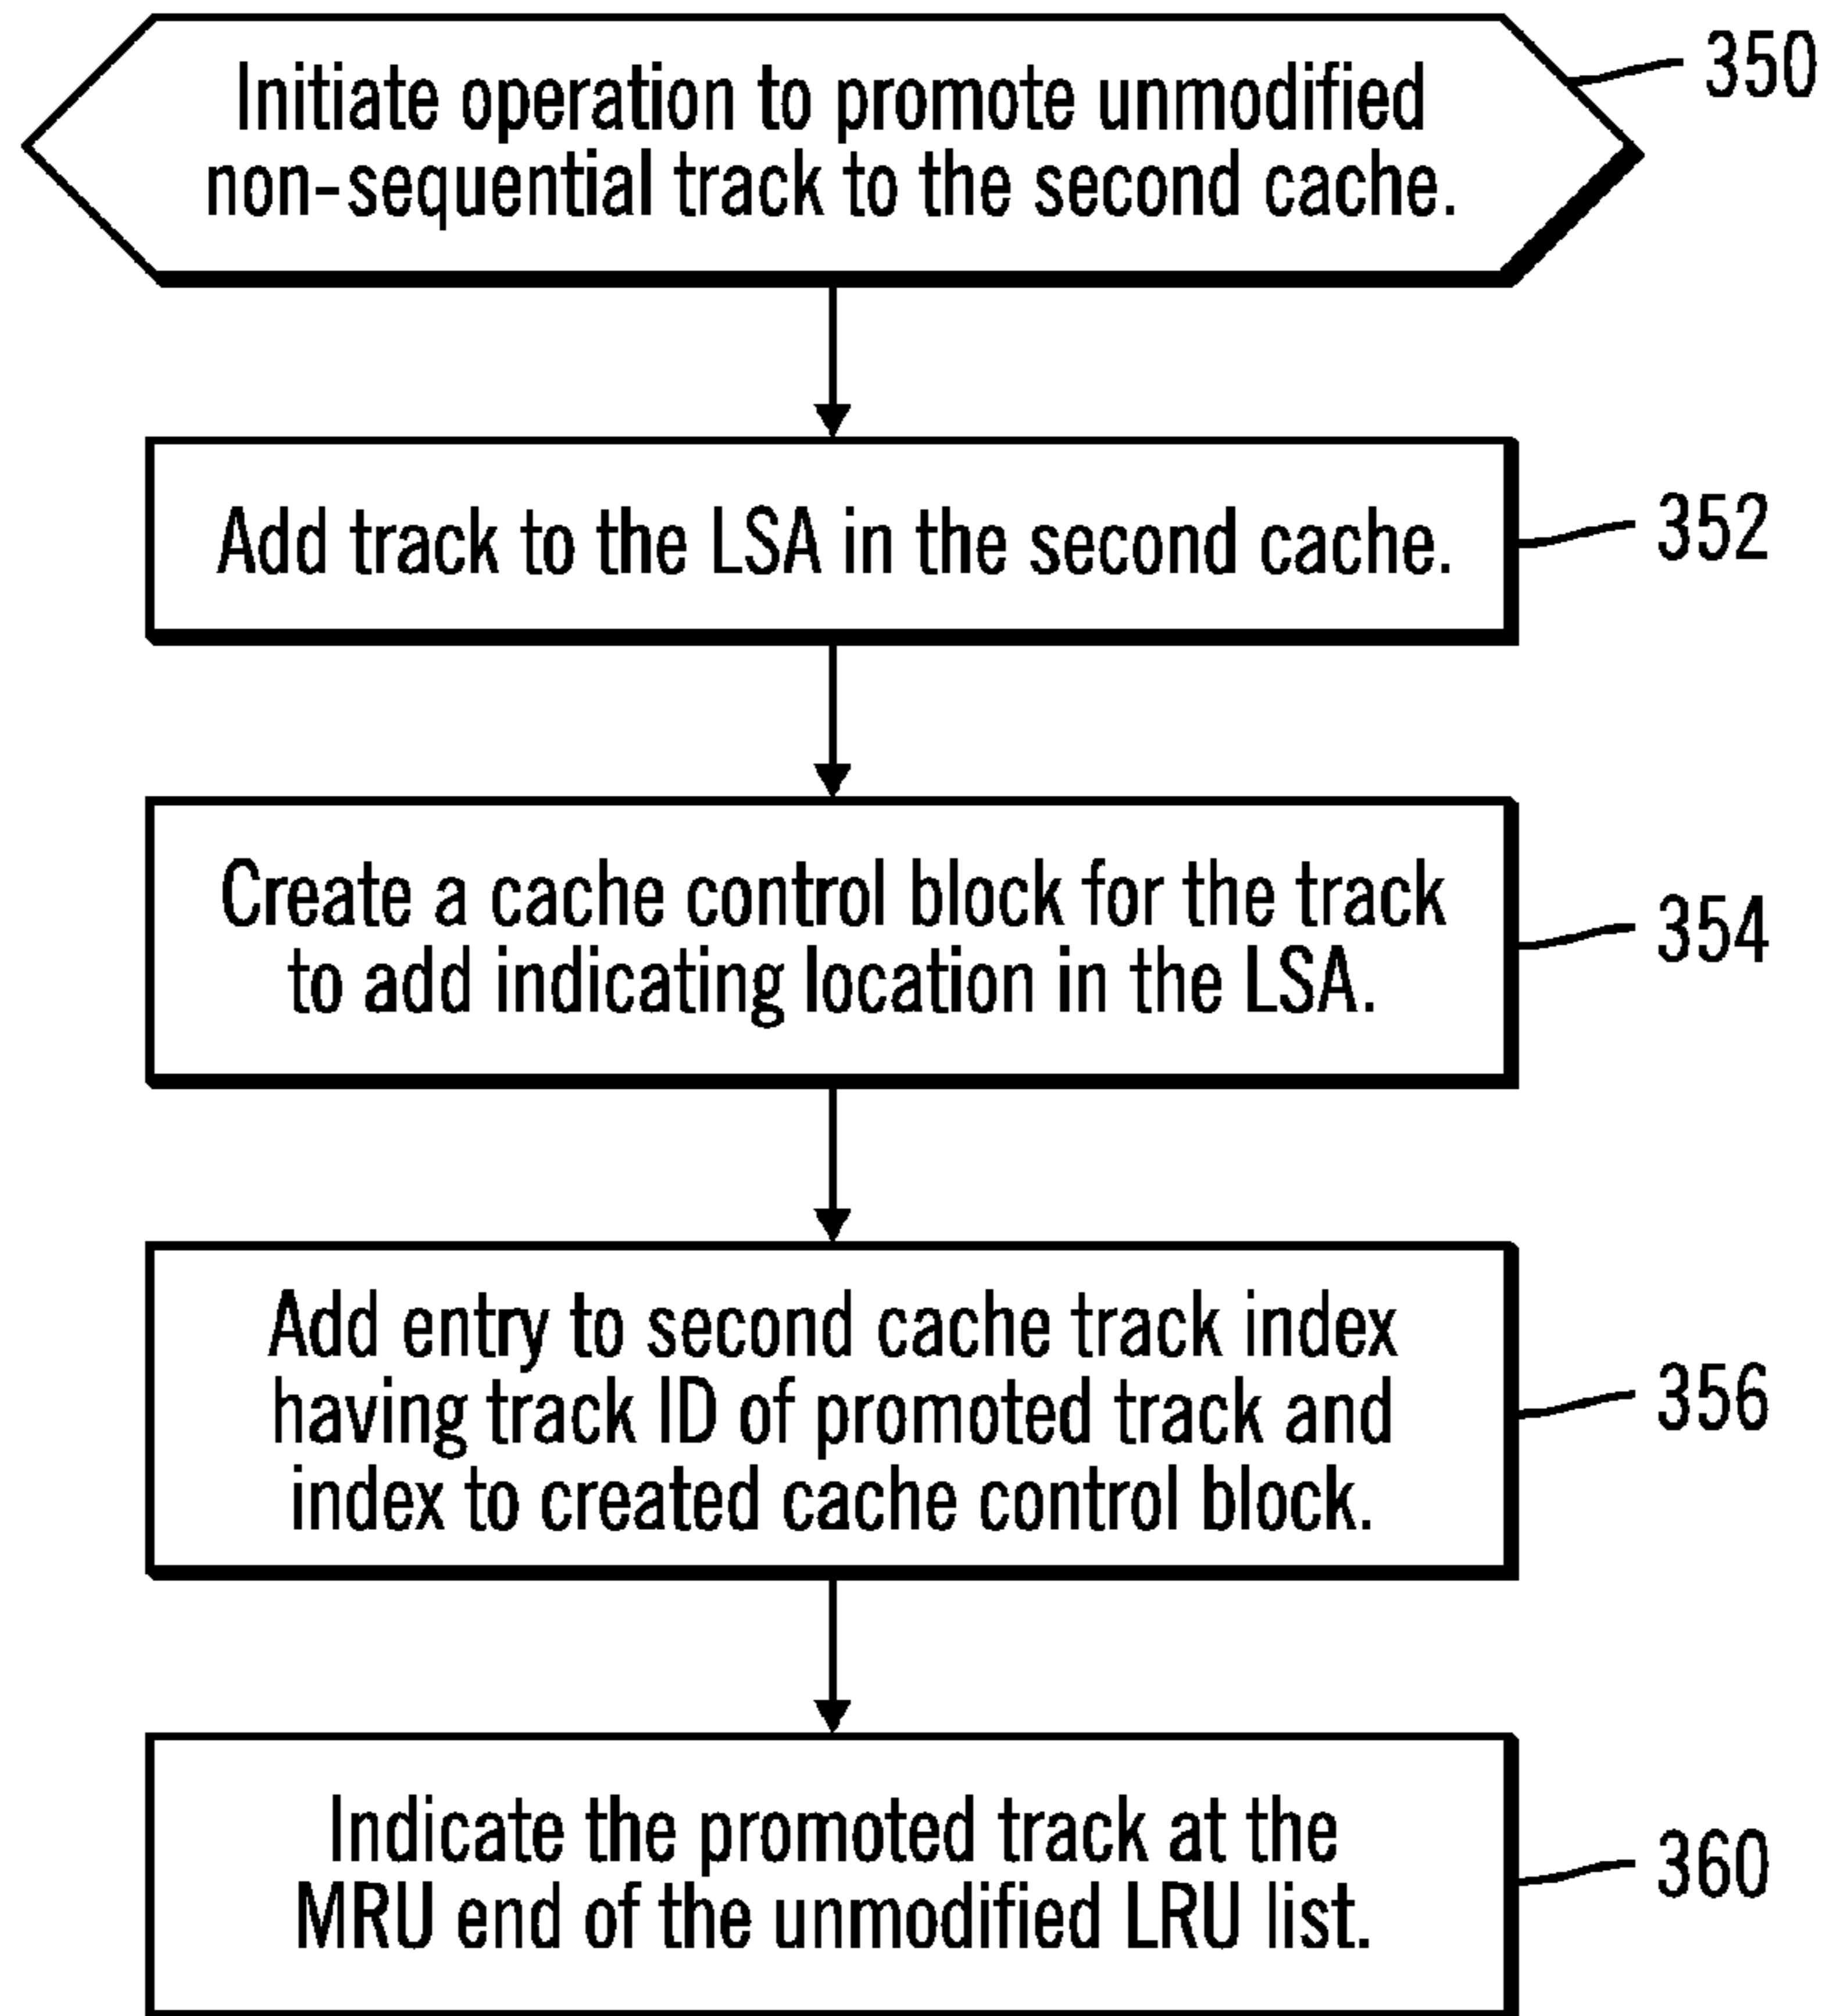 Initiate operation to promote unmodified
non-sequential track to the second cache.
350
Add track to the LSA in the second cache.
352
Create a cache control block for the track
to add indicating location in the LSA.
354
Add entry to second cache track index
having track ID of promoted track and
index to created cache control block.
356
Indicate the promoted track at the
MRU end of the unmodified LRU list.
360